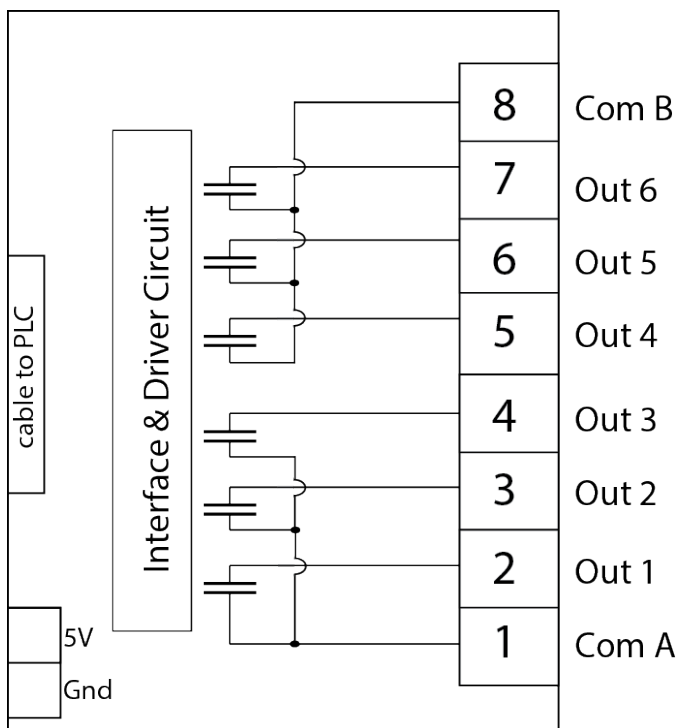 8 Com B
7 Out 6
6 Out 5
5 Out 4
4 Out 3
3 Out 2
2 Out 1
1 Com A
Interface & Driver Circuit
cable to PLC
5V
Gnd